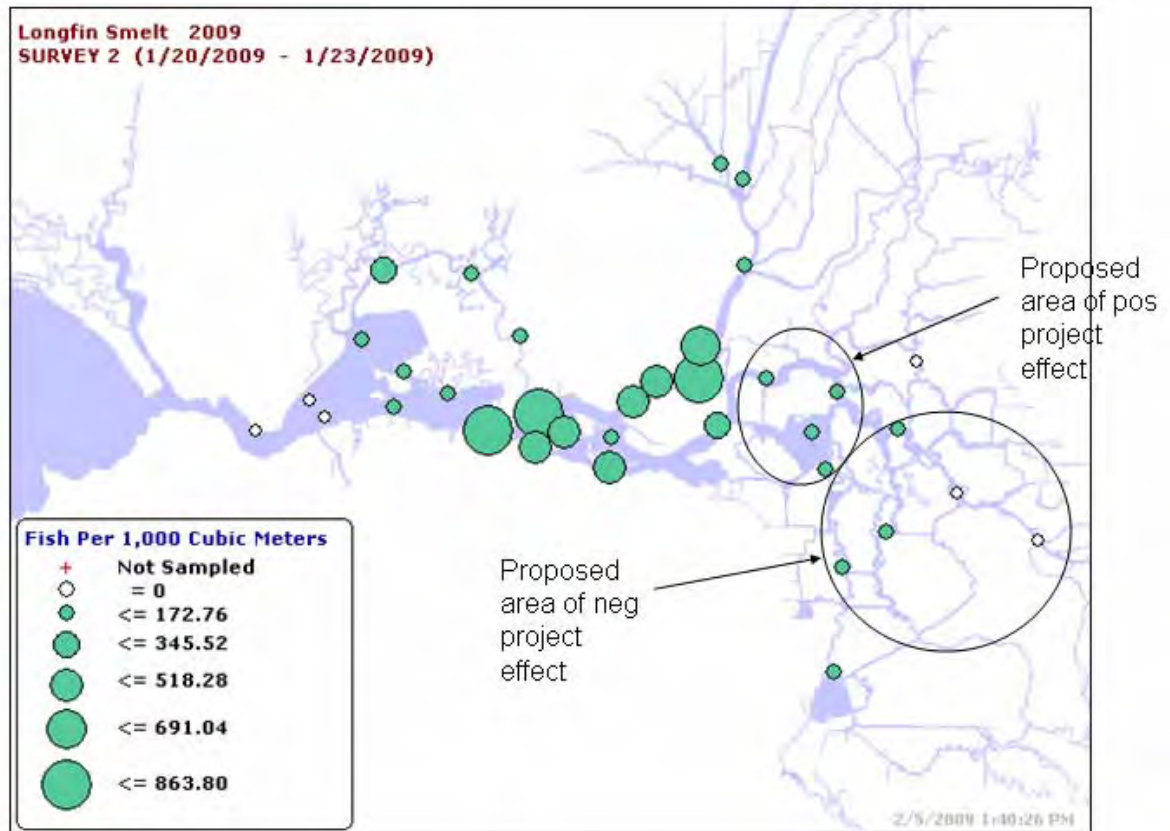 Longfin Smelt 2009
SURVEY 2 (1/20/2009 - 1/23/2009)
Proposed
area of pos
project
effect
Fish Per 1,000 Cubic Meters
+ Not Sampled
= 0
<= 172.76
<= 345.52
<= 518.28
<= 691.04
<= 863.80
Proposed
area of neg
project
effect
2/5/2009 1:40:26 PM